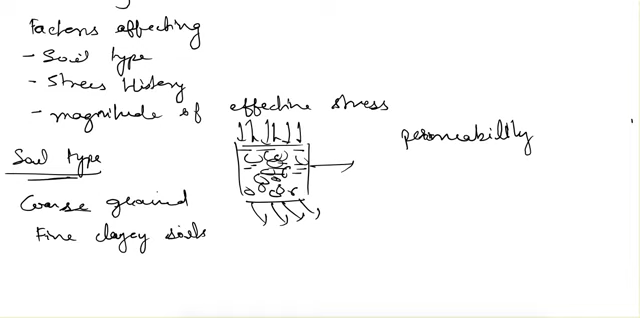 Factors affecting
- Soil type
- Stress History
- magnitude of effective stress
permeability
Soil type
Coarse grained
Fine clayey soils